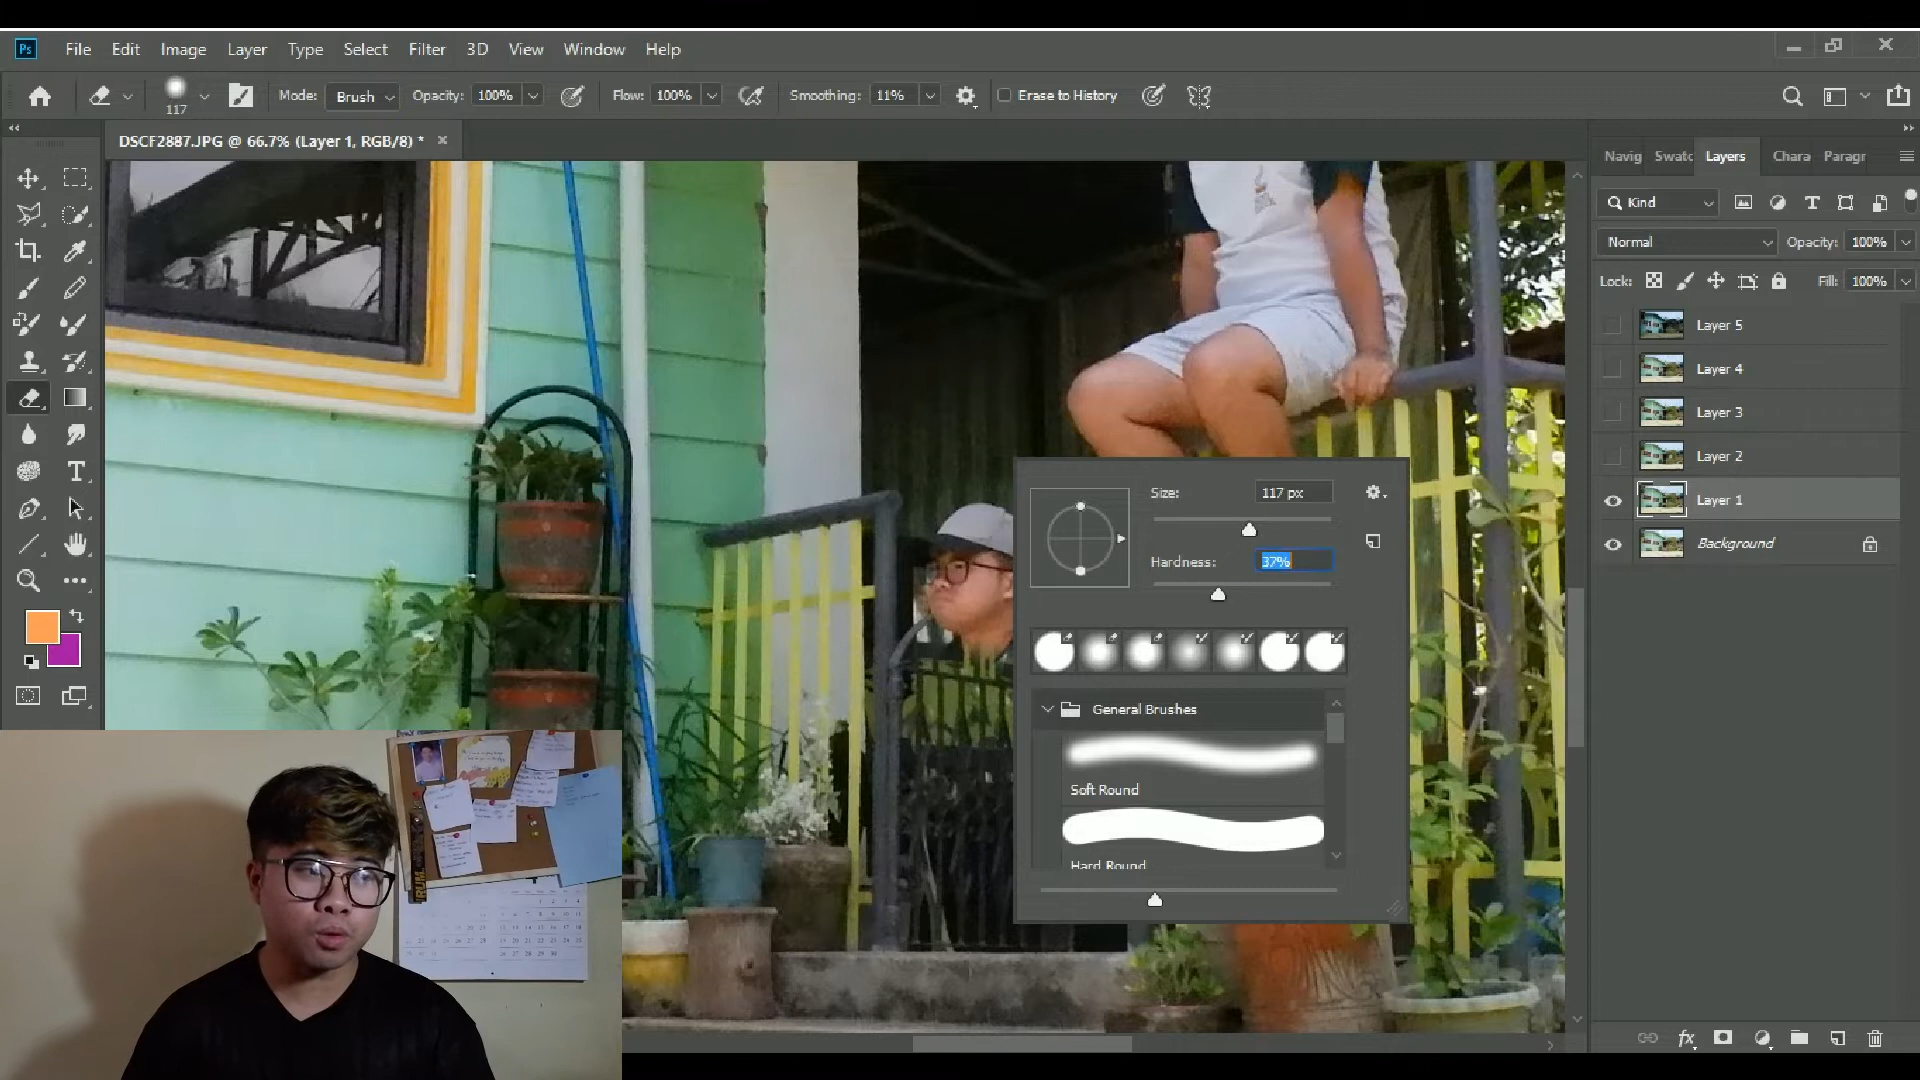 Ps File Edit Image Layer Type Select Filter 3D View Window Help
117 Mode: Brush Opacity: 100% Flow: 100% Smoothing: 11% Erase to History
DSCF2887.JPG @ 66.7% (Layer 1, RGB/8) *
Navig Swatc Layers Chara Paragr
Kind
Normal Opacity: 100%
Lock: Fill: 100%
Layer 5
Layer 4
Layer 3
Layer 2
Layer 1
Background
Size: 117 px
Hardness: 37%
General Brushes
Soft Round
Hard Round